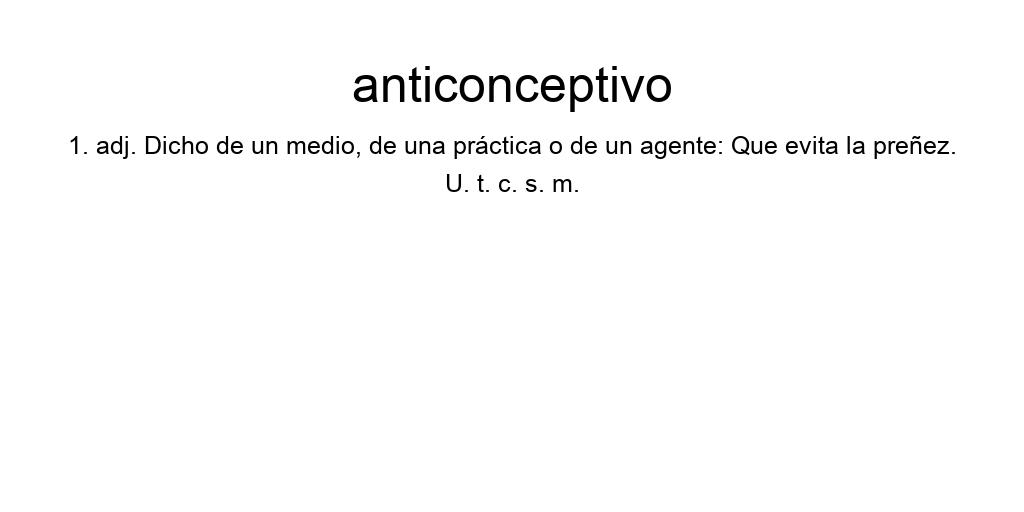 anticonceptivo
1. adj. Dicho de un medio, de una práctica o de un agente: Que evita la preñez.
U. t. c. s. m.